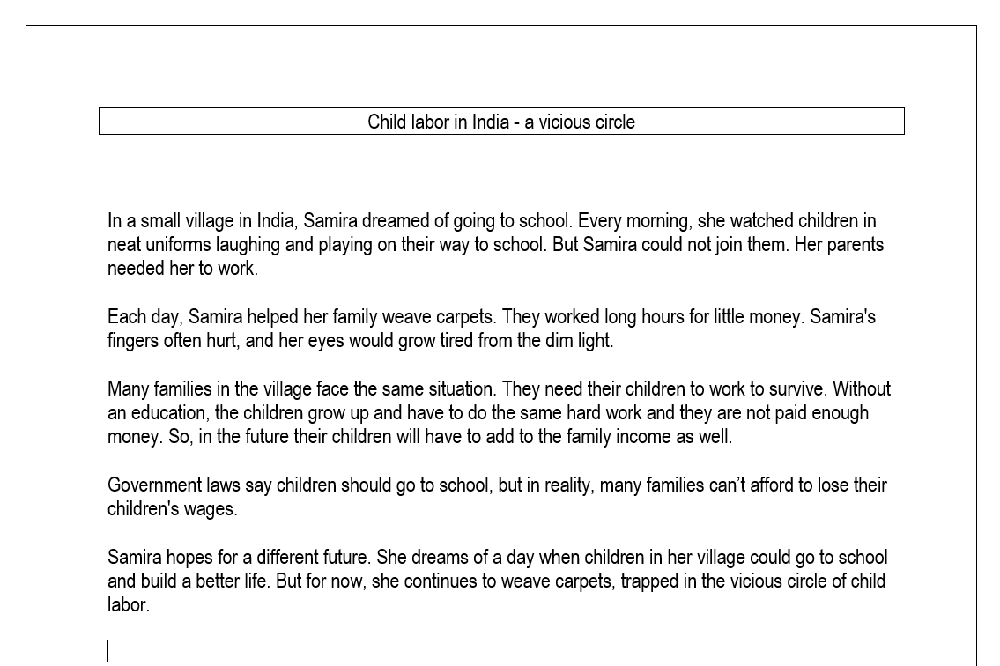 Child labor in India - a vicious circle
In a small village in India, Samira dreamed of going to school. Every morning, she watched children in
neat uniforms laughing and playing on their way to school. But Samira could not join them. Her parents
needed her to work.
Each day, Samira helped her family weave carpets. They worked long hours for little money. Samira's
fingers often hurt, and her eyes would grow tired from the dim light.
Many families in the village face the same situation. They need their children to work to survive. Without
an education, the children grow up and have to do the same hard work and they are not paid enough
money. So, in the future their children will have to add to the family income as well.
Government laws say children should go to school, but in reality, many families can’t afford to lose their
children's wages.
Samira hopes for a different future. She dreams of a day when children in her village could go to school
and build a better life. But for now, she continues to weave carpets, trapped in the vicious circle of child
labor.